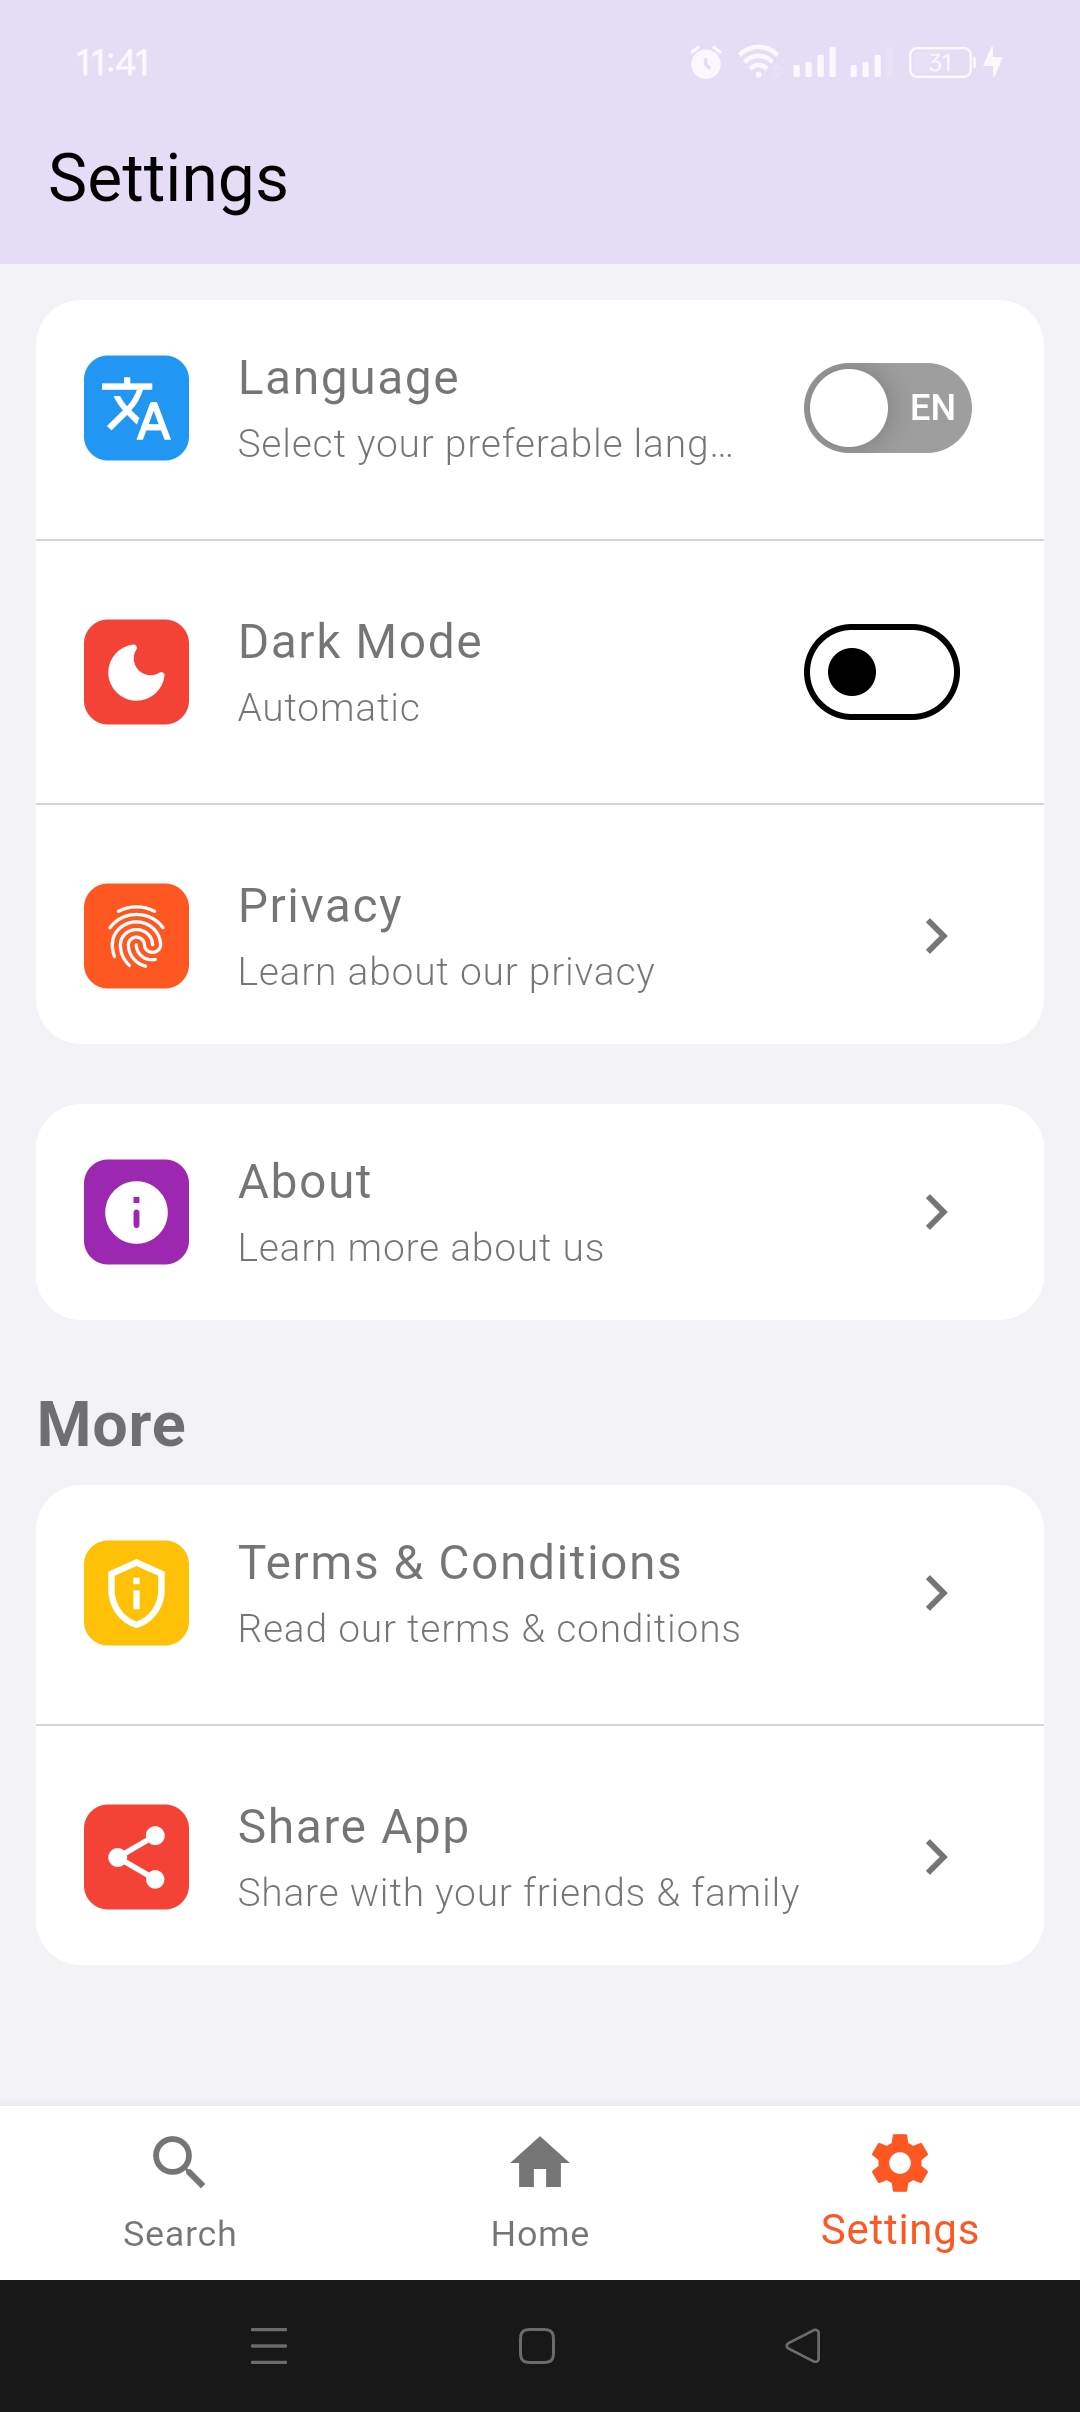 11:41
31
Settings
Language
EN
Select your preferable lang...
Dark Mode
Automatic
Privacy
Learn about our privacy
About
Learn more about us
More
Terms & Conditions
Read our terms & conditions
Share App
Share with your friends & family
Search
Home
Settings